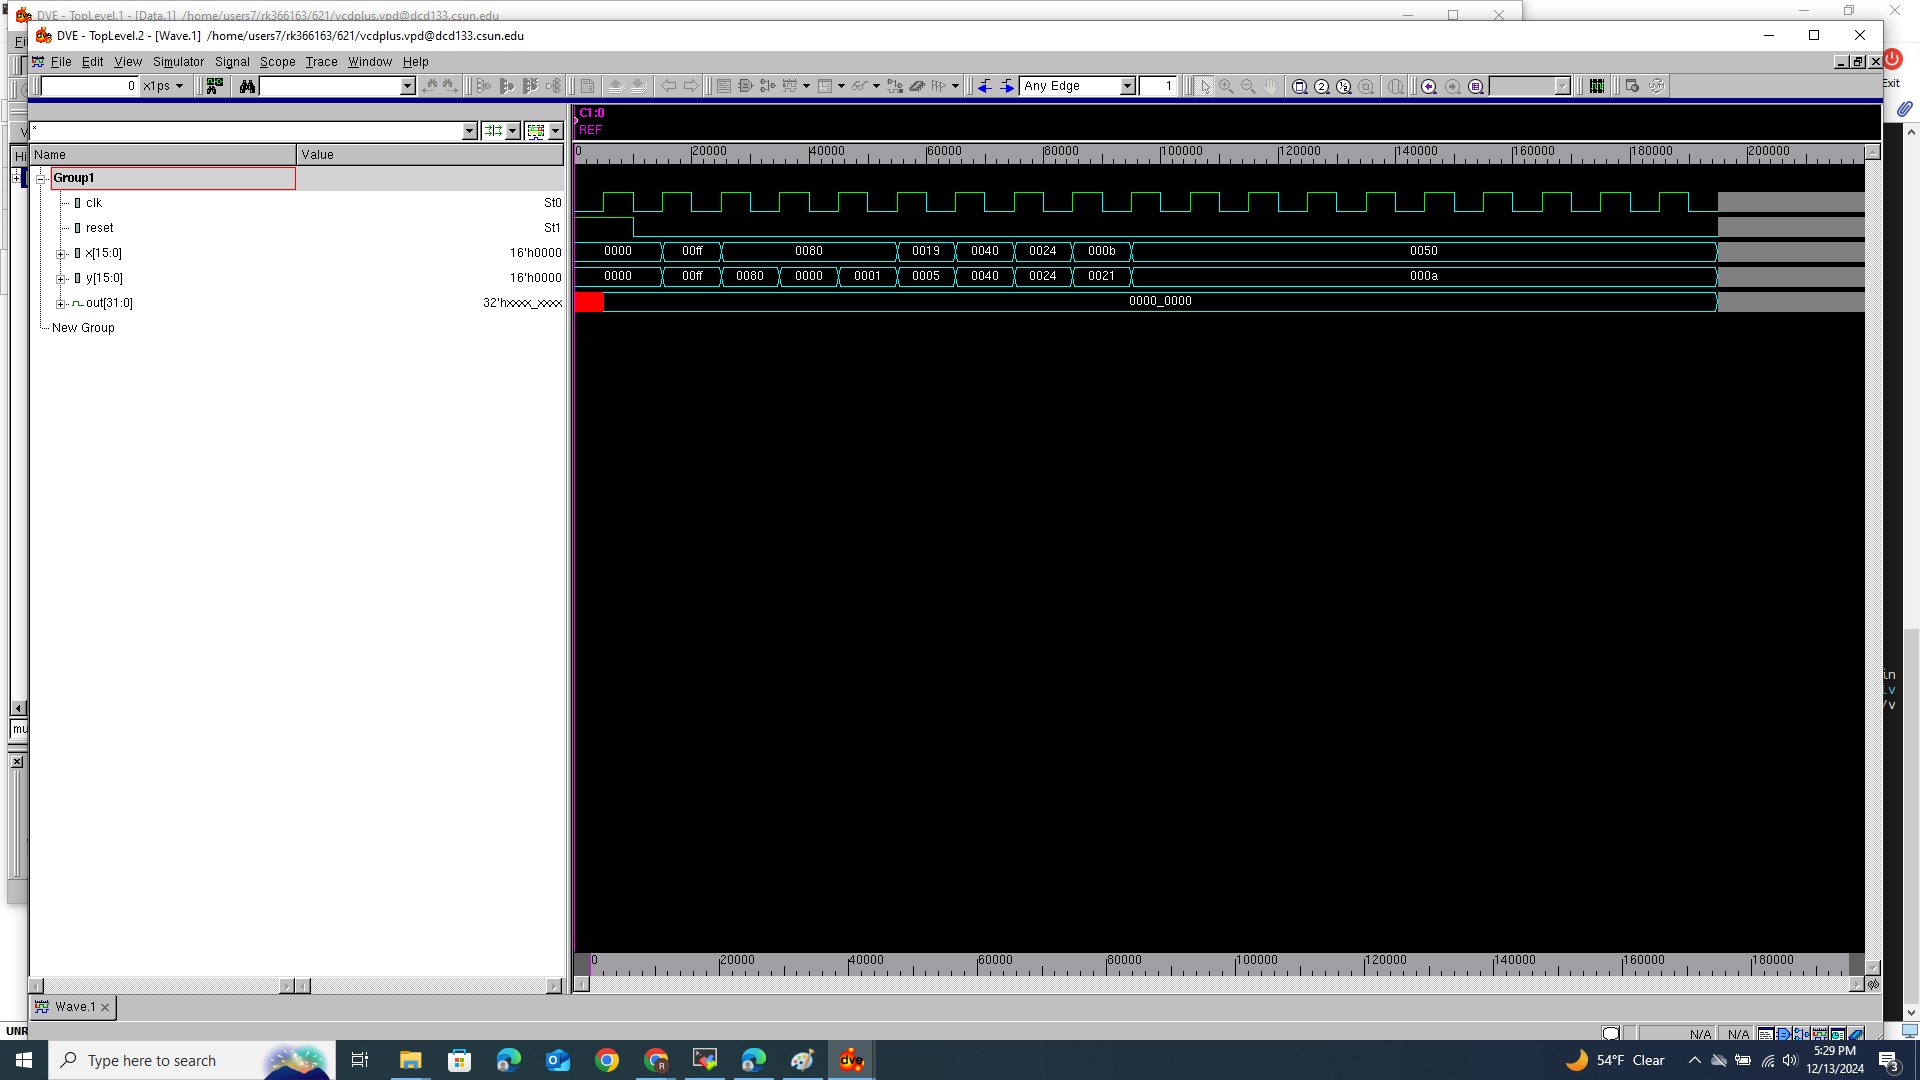 DVE - TopLevel.1 - [Data.1] /home/users7/rk366163/621/vcdplus.vpd@dcd133.csun.edu
DVE - TopLevel.2 - [Wave.1] /home/users7/rk366163/621/vcdplus.vpd@dcd133.csun.edu
File Edit View Simulator Signal Scope Trace Window Help
Exit
0 x1ps Any Edge 1
C1:0
REF
*
Name Value
0 20000 40000 60000 80000 100000 120000 140000 160000 180000 200000
Group1
clk St0
reset St1
x[15:0] 16'h0000 0000 00ff 0080 0019 0040 0024 000b 0050
y[15:0] 16'h0000 0000 00ff 0080 0000 0001 0005 0040 0024 0021 000a
out[31:0] 32'hxxxx_xxxx 0000_0000
New Group
Hi
in
.v
mu
/v
0 20000 40000 60000 80000 100000 120000 140000 160000 180000
Wave.1
UNR
N/A N/A
Type here to search
54°F Clear
5:29 PM
12/13/2024
3